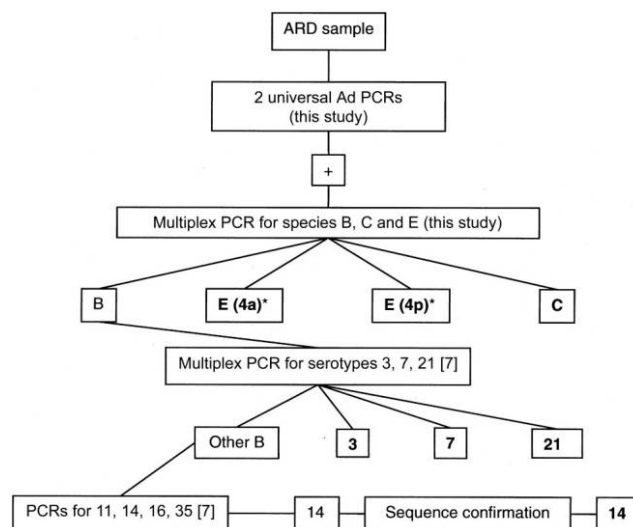 ARD sample
2 universal Ad PCRs
(this study)
+
Multiplex PCR for species B, C and E (this study)
B
E (4a)*
E (4p)*
C
Multiplex PCR for serotypes 3, 7, 21 [7]
Other B
3
7
21
PCRs for 11, 14, 16, 35 [7]
14
Sequence confirmation
14